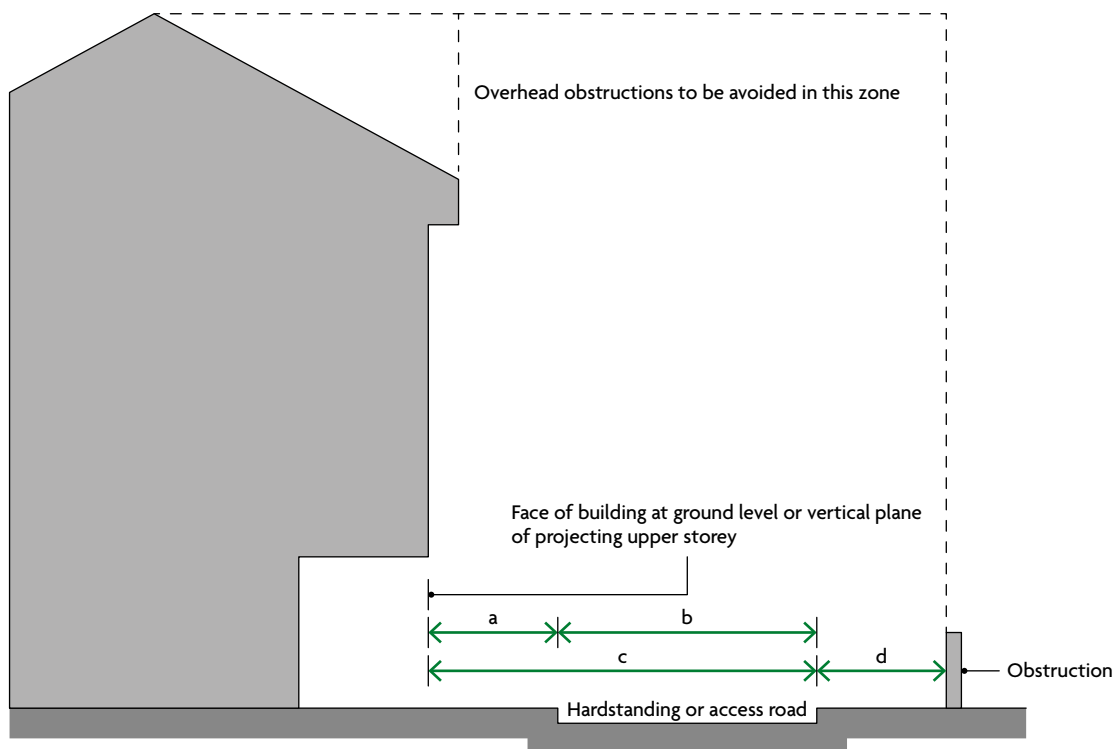 Overhead obstructions to be avoided in this zone
Face of building at ground level or vertical plane
of projecting upper storey
a
b
c
d
Obstruction
Hardstanding or access road